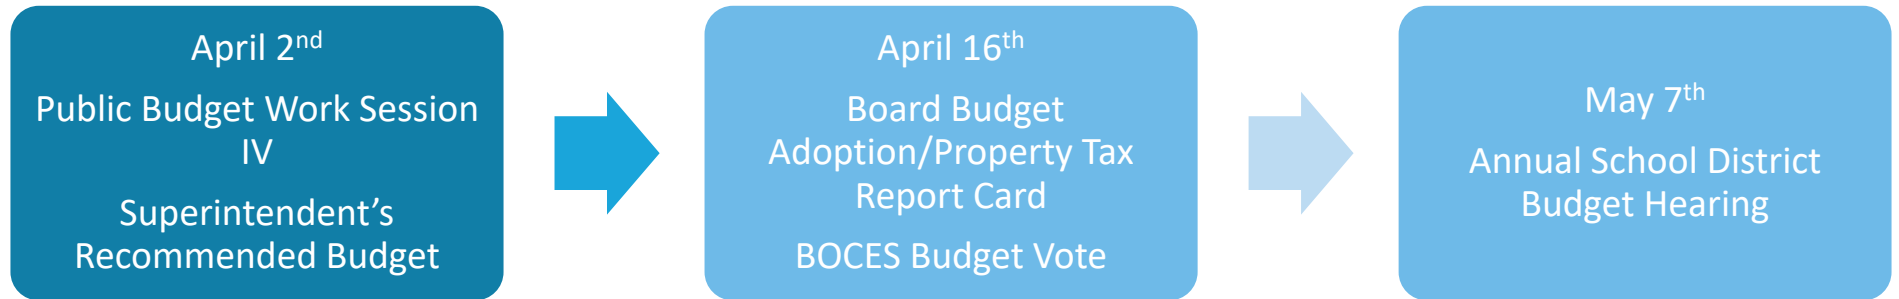 April 2nd
Public Budget Work Session
IV
Superintendent’s
Recommended Budget
April 16th
Board Budget
Adoption/Property Tax
Report Card
BOCES Budget Vote
May 7th
Annual School District
Budget Hearing